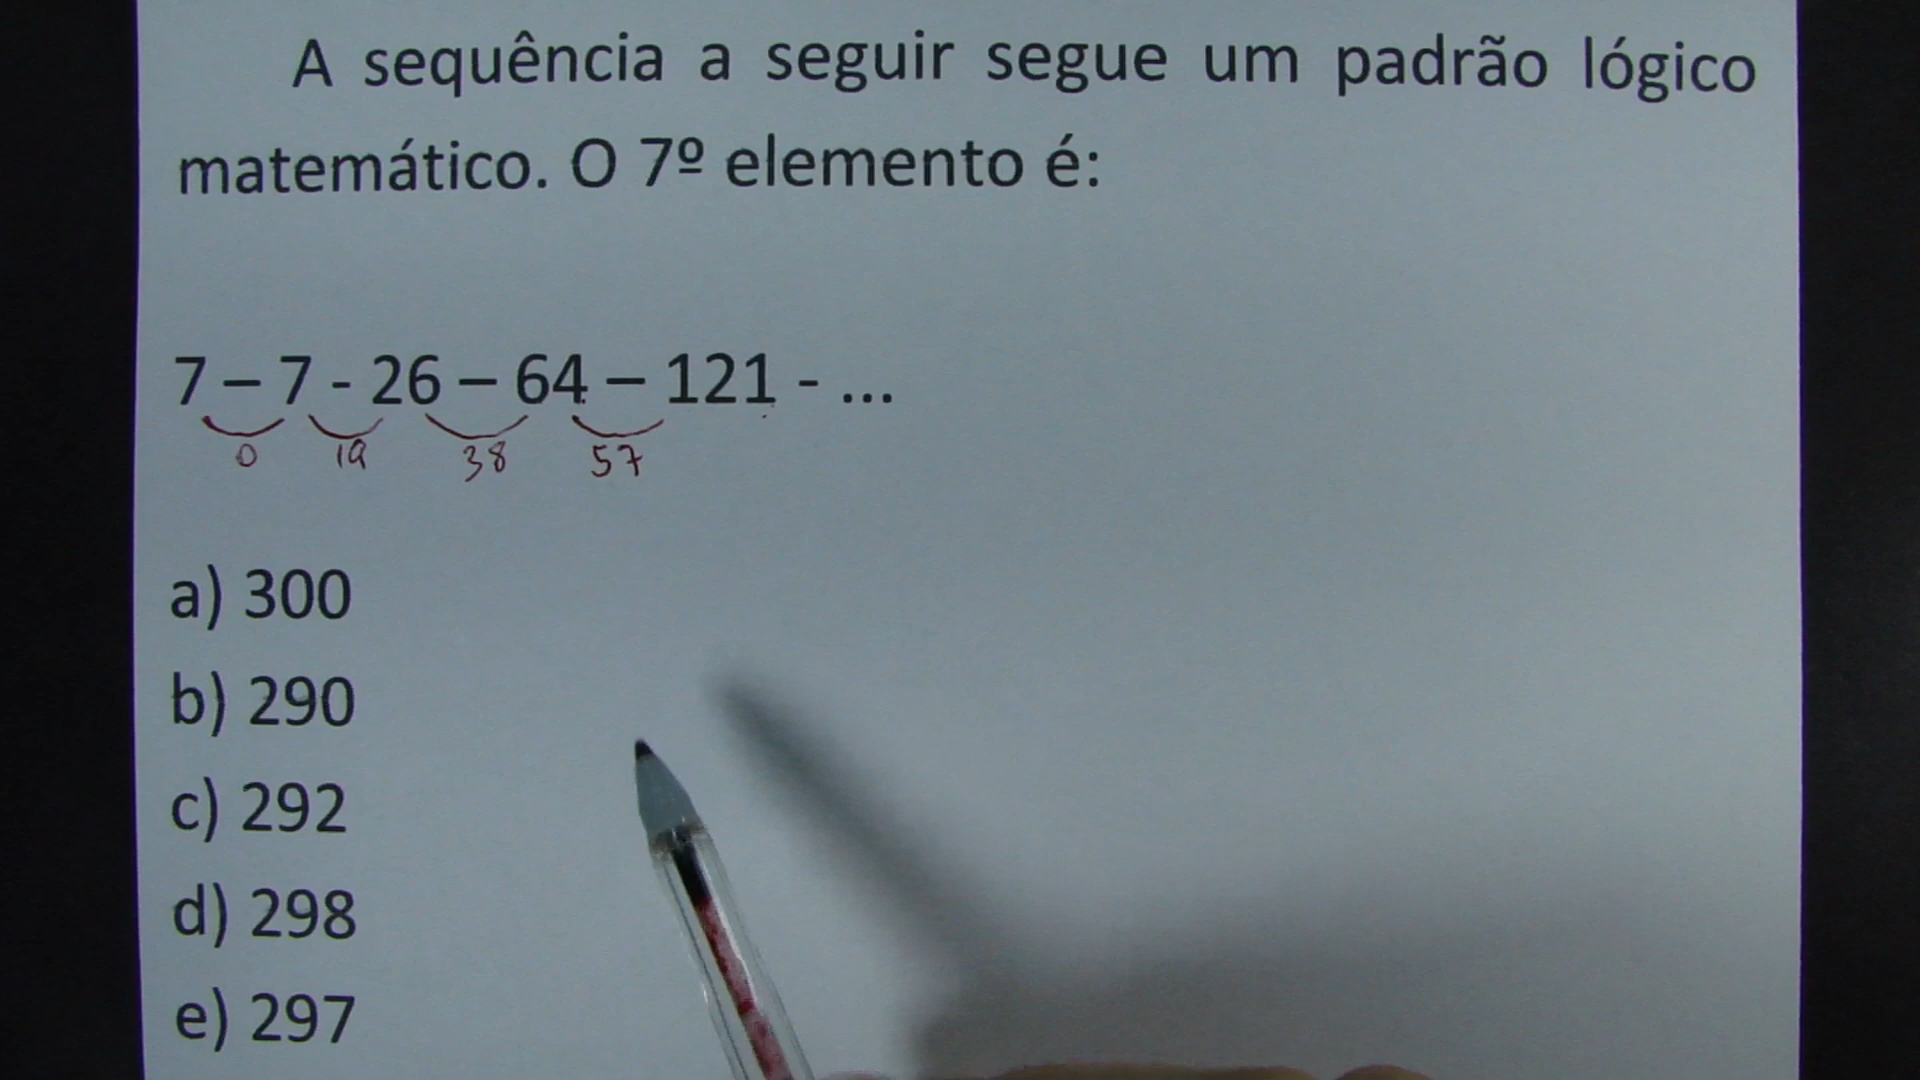 A sequência a seguir segue um padrão lógico
matemático. O 7º elemento é:
7 – 7 - 26 – 64 – 121 - ...
0 19 38 57
a) 300
b) 290
c) 292
d) 298
e) 297